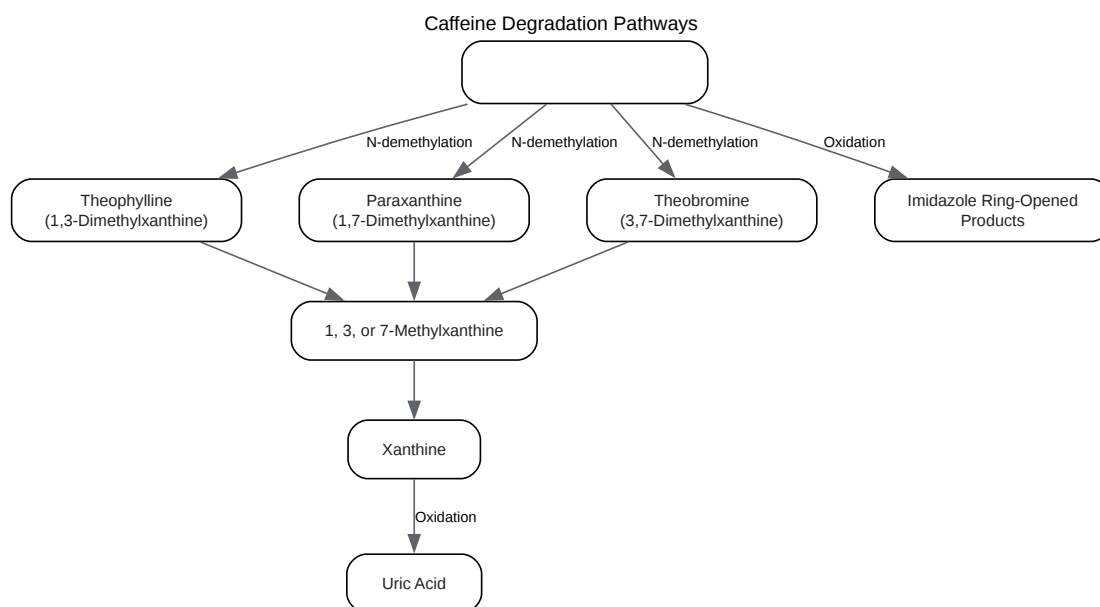 Caffeine Degradation Pathways
N-demethylation
N-demethylation
N-demethylation
Oxidation
Theophylline
(1,3-Dimethylxanthine)
Paraxanthine
(1,7-Dimethylxanthine)
Theobromine
(3,7-Dimethylxanthine)
Imidazole Ring-Opened
Products
1, 3, or 7-Methylxanthine
Xanthine
Oxidation
Uric Acid